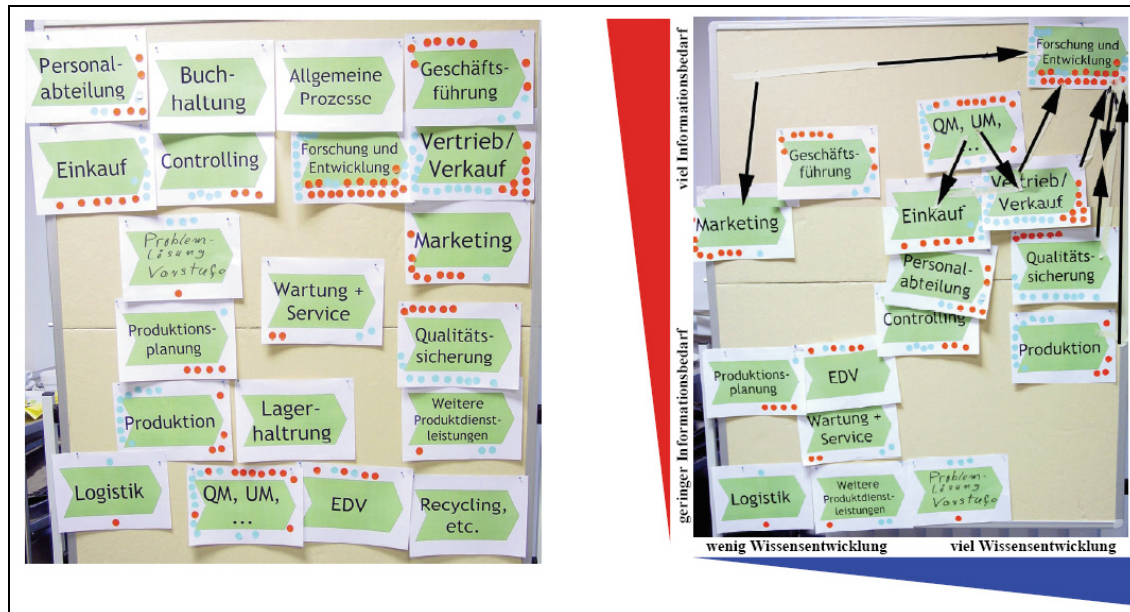 Personal-
abteilung
Buch-
haltung
Allgemeine
Prozesse
Geschäfts-
führung
Einkauf
Controlling
Forschung und
Entwicklung
Vertrieb/
Verkauf
Problem-
lösung
Vorstufe
Wartung +
Service
Marketing
Produktions-
planung
Qualitäts-
sicherung
Produktion
Lager-
haltrung
Weitere
Produktdienst-
leistungen
Logistik
QM, UM,
...
EDV
Recycling,
etc.
viel Informationsbedarf
geringer Informationsbedarf
Forschung und
Entwicklung
QM, UM,
..
Geschäfts-
führung
Marketing
Einkauf
Vertrieb/
Verkauf
Personal-
abteilung
Qualitäts-
sicherung
Controlling
Produktions-
planung
EDV
Produktion
Wartung +
Service
Logistik
Weitere
Produktdienst-
leistungen
Problem-
lösung
Vorstufe
wenig Wissensentwicklung
viel Wissensentwicklung